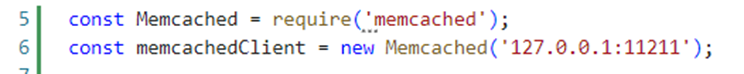 5 const Memcached = require('memcached');
6 const memcachedClient = new Memcached('127.0.0.1:11211');